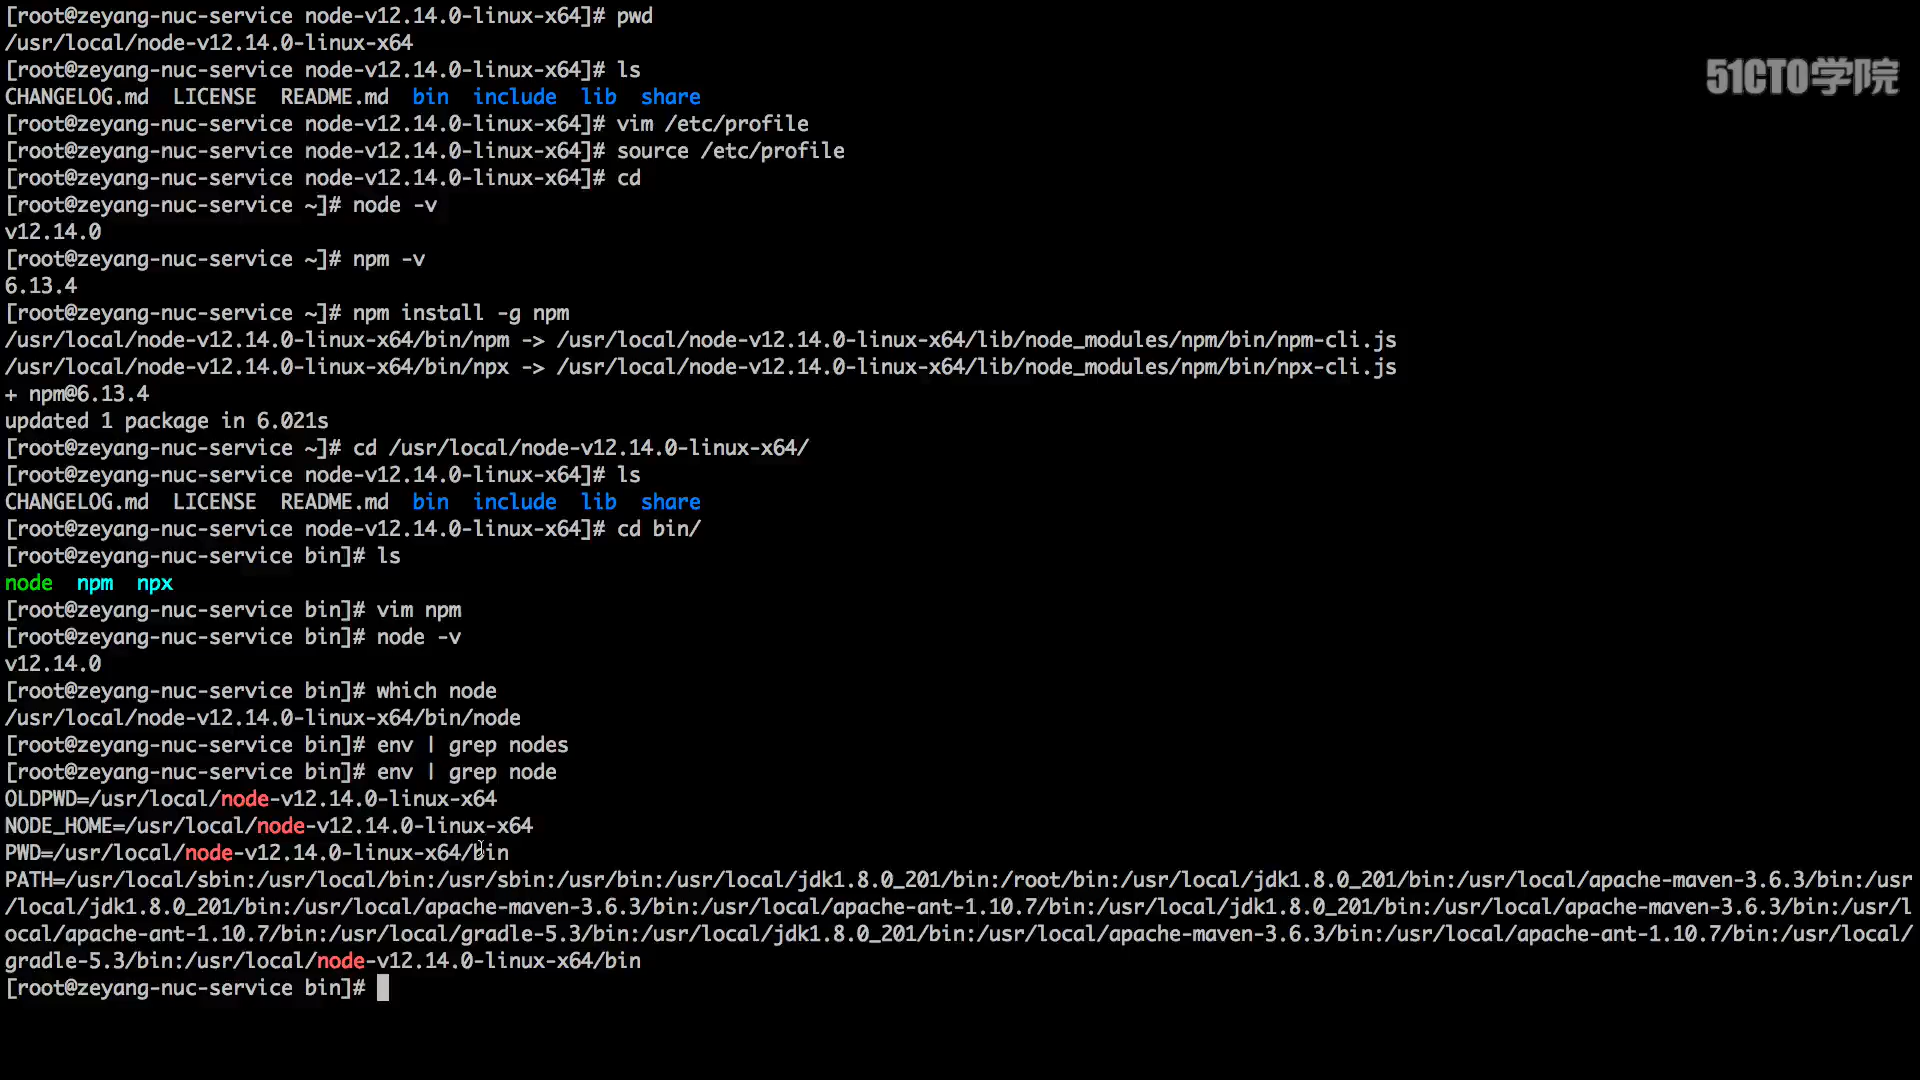 [root@zeyang-nuc-service node-v12.14.0-linux-x64]# pwd
/usr/local/node-v12.14.0-linux-x64
[root@zeyang-nuc-service node-v12.14.0-linux-x64]# ls
51CTO学院
CHANGELOG.md  LICENSE  README.md  bin  include  lib  share
[root@zeyang-nuc-service node-v12.14.0-linux-x64]# vim /etc/profile
[root@zeyang-nuc-service node-v12.14.0-linux-x64]# source /etc/profile
[root@zeyang-nuc-service node-v12.14.0-linux-x64]# cd
[root@zeyang-nuc-service ~]# node -v
v12.14.0
[root@zeyang-nuc-service ~]# npm -v
6.13.4
[root@zeyang-nuc-service ~]# npm install -g npm
/usr/local/node-v12.14.0-linux-x64/bin/npm -> /usr/local/node-v12.14.0-linux-x64/lib/node_modules/npm/bin/npm-cli.js
/usr/local/node-v12.14.0-linux-x64/bin/npx -> /usr/local/node-v12.14.0-linux-x64/lib/node_modules/npm/bin/npx-cli.js
+ npm@6.13.4
updated 1 package in 6.021s
[root@zeyang-nuc-service ~]# cd /usr/local/node-v12.14.0-linux-x64/
[root@zeyang-nuc-service node-v12.14.0-linux-x64]# ls
CHANGELOG.md  LICENSE  README.md  bin  include  lib  share
[root@zeyang-nuc-service node-v12.14.0-linux-x64]# cd bin/
[root@zeyang-nuc-service bin]# ls
node  npm  npx
[root@zeyang-nuc-service bin]# vim npm
[root@zeyang-nuc-service bin]# node -v
v12.14.0
[root@zeyang-nuc-service bin]# which node
/usr/local/node-v12.14.0-linux-x64/bin/node
[root@zeyang-nuc-service bin]# env | grep nodes
[root@zeyang-nuc-service bin]# env | grep node
OLDPWD=/usr/local/node-v12.14.0-linux-x64
NODE_HOME=/usr/local/node-v12.14.0-linux-x64
PWD=/usr/local/node-v12.14.0-linux-x64/bin
PATH=/usr/local/sbin:/usr/local/bin:/usr/sbin:/usr/bin:/usr/local/jdk1.8.0_201/bin:/root/bin:/usr/local/jdk1.8.0_201/bin:/usr/local/apache-maven-3.6.3/bin:/usr
/local/jdk1.8.0_201/bin:/usr/local/apache-maven-3.6.3/bin:/usr/local/apache-ant-1.10.7/bin:/usr/local/jdk1.8.0_201/bin:/usr/local/apache-maven-3.6.3/bin:/usr/l
ocal/apache-ant-1.10.7/bin:/usr/local/gradle-5.3/bin:/usr/local/jdk1.8.0_201/bin:/usr/local/apache-maven-3.6.3/bin:/usr/local/apache-ant-1.10.7/bin:/usr/local/
gradle-5.3/bin:/usr/local/node-v12.14.0-linux-x64/bin
[root@zeyang-nuc-service bin]#